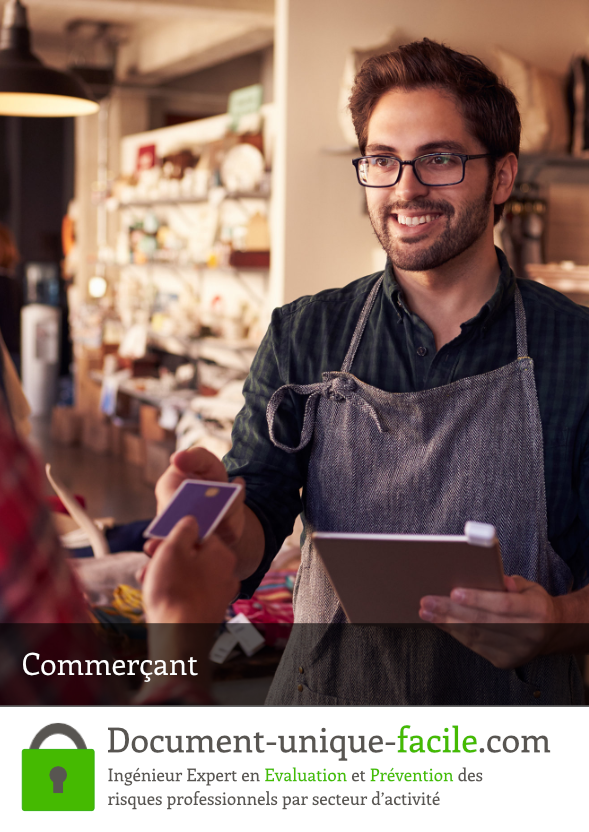 Commerçant
Document-unique-facile.com
Ingénieur Expert en Evaluation et Prévention des
risques professionnels par secteur d’activité